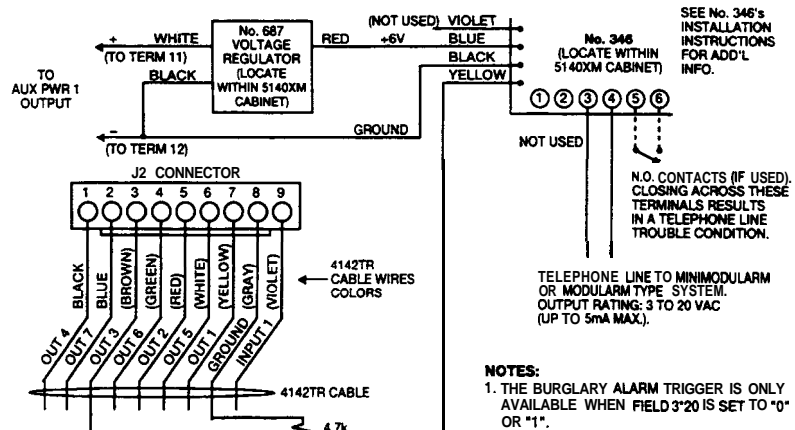 (NOT USED) VIOLET
SEE No. 346's
INSTALLATION
INSTRUCTIONS
FOR ADD'L
INFO.
No. 687
VOLTAGE
REGULATOR
(LOCATE
WITHIN 5140XM
CABINET)
+ WHITE
(TO TERM 11)
BLACK
RED +6V
BLUE
BLACK
YELLOW
No. 346
(LOCATE WITHIN
5140XM CABINET)
TO
AUX PWR 1
OUTPUT
1 2 3 4 5 6
GROUND
−
(TO TERM 12)
NOT USED
J2 CONNECTOR
1 2 3 4 5 6 7 8 9
N.O. CONTACTS (IF USED).
CLOSING ACROSS THESE
TERMINALS RESULTS
IN A TELEPHONE LINE
TROUBLE CONDITION.
BLACK
BLUE
(BROWN)
(GREEN)
(RED)
(WHITE)
(YELLOW)
(GRAY)
(VIOLET)
4142TR
CABLE WIRES
COLORS
TELEPHONE LINE TO MINIMODULARM
OR MODULARM TYPE SYSTEM.
OUTPUT RATING: 3 TO 20 VAC
(UP TO 5mA MAX.).
OUT 4
OUT 7
OUT 3
OUT 6
OUT 2
OUT 5
OUT 1
GROUND
INPUT 1
4142TR CABLE
4.7k
NOTES:
1. THE BURGLARY ALARM TRIGGER IS ONLY
AVAILABLE WHEN FIELD 3*20 IS SET TO "0"
OR "1".